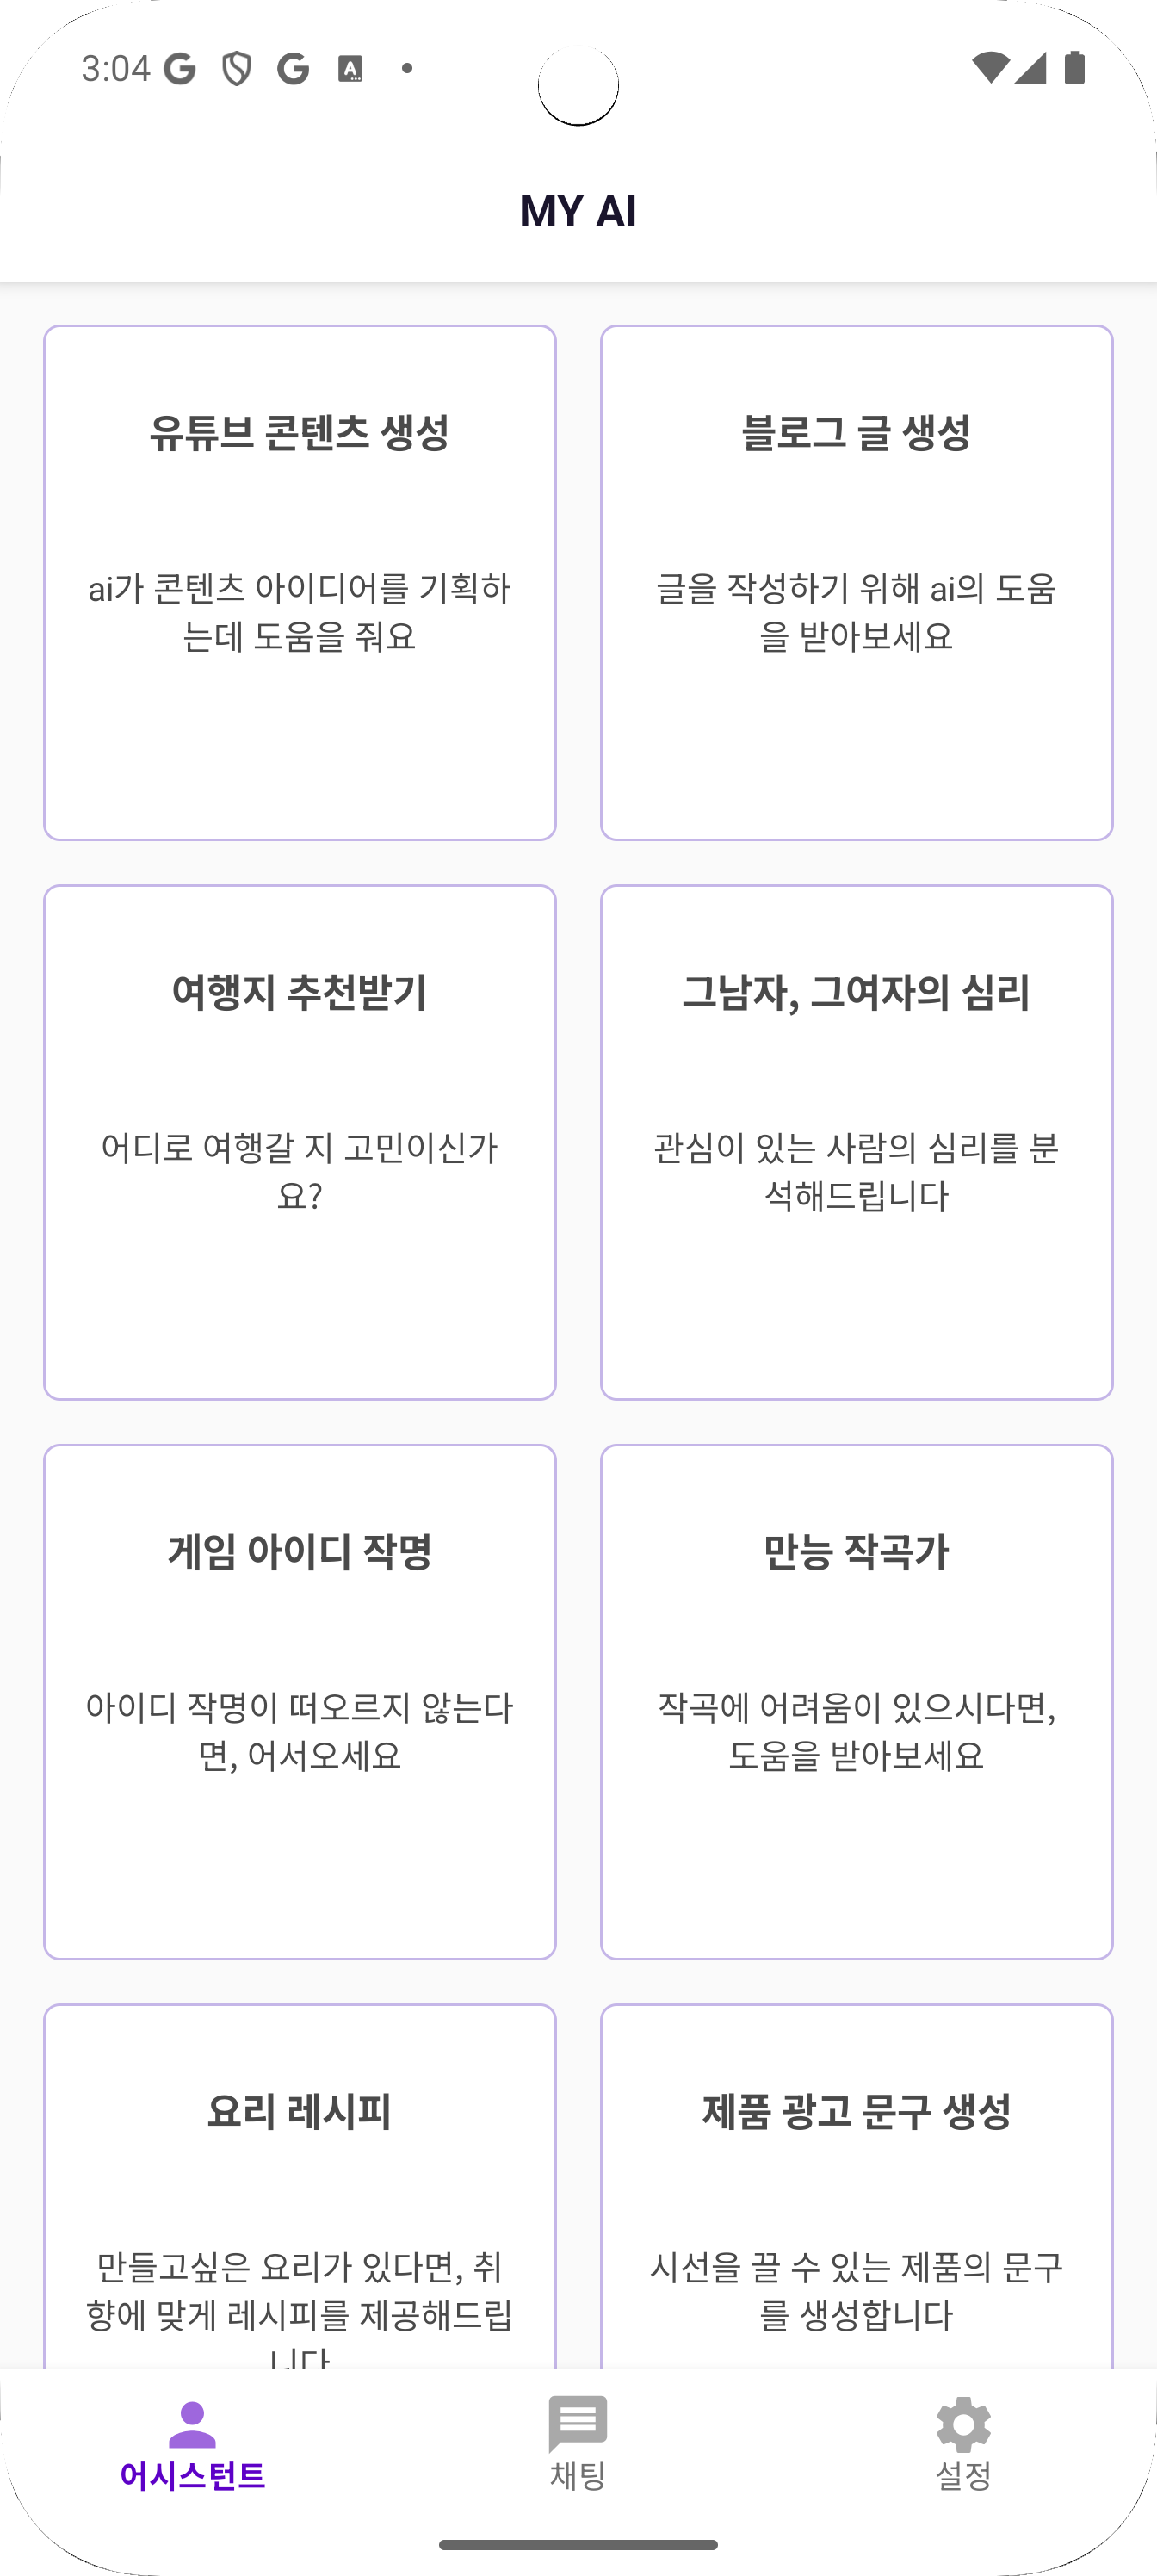 3:04
MY AI
유튜브 콘텐츠 생성
ai가 콘텐츠 아이디어를 기획하
는데 도움을 줘요
블로그 글 생성
글을 작성하기 위해 ai의 도움
을 받아보세요
여행지 추천받기
어디로 여행갈 지 고민이신가
요?
그남자, 그여자의 심리
관심이 있는 사람의 심리를 분
석해드립니다
게임 아이디 작명
아이디 작명이 떠오르지 않는다
면, 어서오세요
만능 작곡가
작곡에 어려움이 있으시다면,
도움을 받아보세요
요리 레시피
만들고싶은 요리가 있다면, 취
향에 맞게 레시피를 제공해드립
니다
제품 광고 문구 생성
시선을 끌 수 있는 제품의 문구
를 생성합니다
어시스턴트
채팅
설정